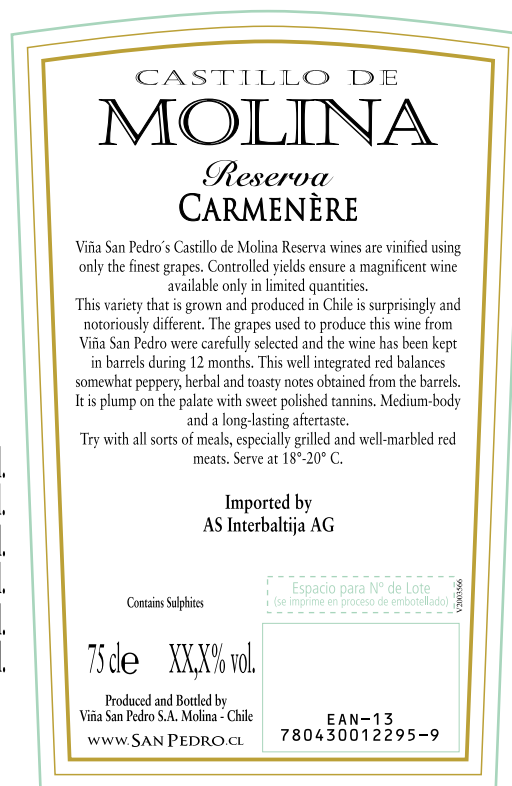 CASTILLO DE
MOLINA
Reserva
CARMENÈRE
Viña San Pedro´s Castillo de Molina Reserva wines are vinified using
only the finest grapes. Controlled yields ensure a magnificent wine
available only in limited quantities.
This variety that is grown and produced in Chile is surprisingly and
notoriously different. The grapes used to produce this wine from
Viña San Pedro were carefully selected and the wine has been kept
in barrels during 12 months. This well integrated red balances
somewhat peppery, herbal and toasty notes obtained from the barrels.
It is plump on the palate with sweet polished tannins. Medium-body
and a long-lasting aftertaste.
Try with all sorts of meals, especially grilled and well-marbled red
meats. Serve at 18°-20° C.
Imported by
AS Interbaltija AG
Espacio para Nº de Lote
(se imprime en proceso de embotellado)
V2003566
Contains Sulphites
75 cl e XX,X% vol.
Produced and Bottled by
Viña San Pedro S.A. Molina - Chile
WWW.SAN PEDRO.CL
EAN-13
780430012295-9